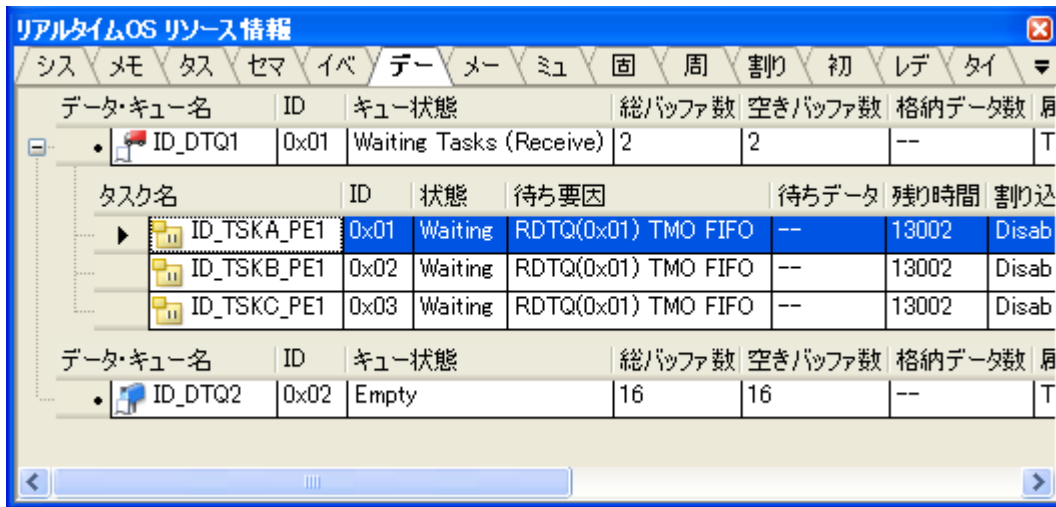 リアルタイムOS リソース情報
シス メモ タス セマ イベ デー メー ミュ 固 周 割り 初 レデ タイ
データ・キュー名 ID キュー状態 総バッファ数 空きバッファ数 格納データ数
ID_DTQ1 0x01 Waiting Tasks (Receive) 2 2 -- T
タスク名 ID 状態 待ち要因 待ちデータ 残り時間 割り込
ID_TSKA_PE1 0x01 Waiting RDTQ(0x01) TMO FIFO -- 13002 Disab
ID_TSKB_PE1 0x02 Waiting RDTQ(0x01) TMO FIFO -- 13002 Disab
ID_TSKC_PE1 0x03 Waiting RDTQ(0x01) TMO FIFO -- 13002 Disab
データ・キュー名 ID キュー状態 総バッファ数 空きバッファ数 格納データ数
ID_DTQ2 0x02 Empty 16 16 -- T